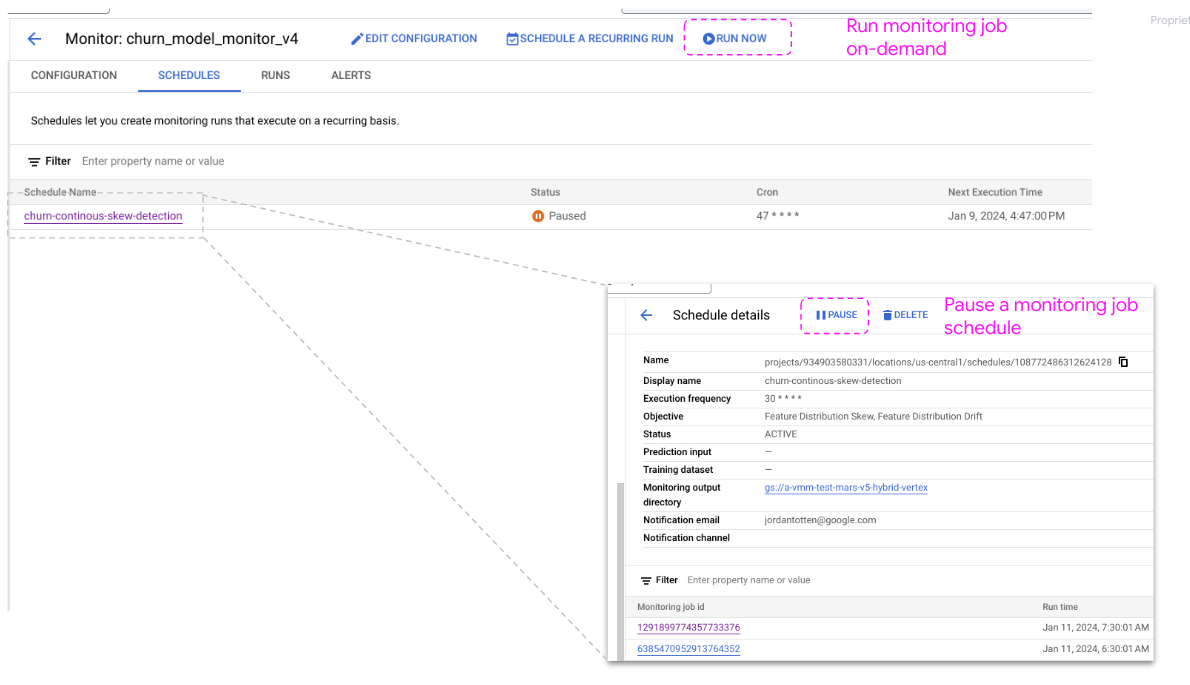 Propriet
Monitor: churn_model_monitor_v4
EDIT CONFIGURATION
SCHEDULE A RECURRING RUN
RUN NOW
Run monitoring job
on-demand
CONFIGURATION
SCHEDULES
RUNS
ALERTS
Schedules let you create monitoring runs that execute on a recurring basis.
Filter Enter property name or value
Schedule Name Status Cron Next Execution Time
churn-continous-skew-detection Paused 47 * * * * Jan 9, 2024, 4:47:00 PM
Schedule details
PAUSE
DELETE
Pause a monitoring job
schedule
Name projects/934903580331/locations/us-central1/schedules/108772486312624128
Display name churn-continous-skew-detection
Execution frequency 30 * * * *
Objective Feature Distribution Skew, Feature Distribution Drift
Status ACTIVE
Prediction input —
Training dataset —
Monitoring output gs://a-vmm-test-mars-v5-hybrid-vertex
directory
Notification email jordantotten@google.com
Notification channel
Filter Enter property name or value
Monitoring job id Run time
1291899774357733376 Jan 11, 2024, 7:30:01 AM
6385470952913764352 Jan 11, 2024, 6:30:01 AM